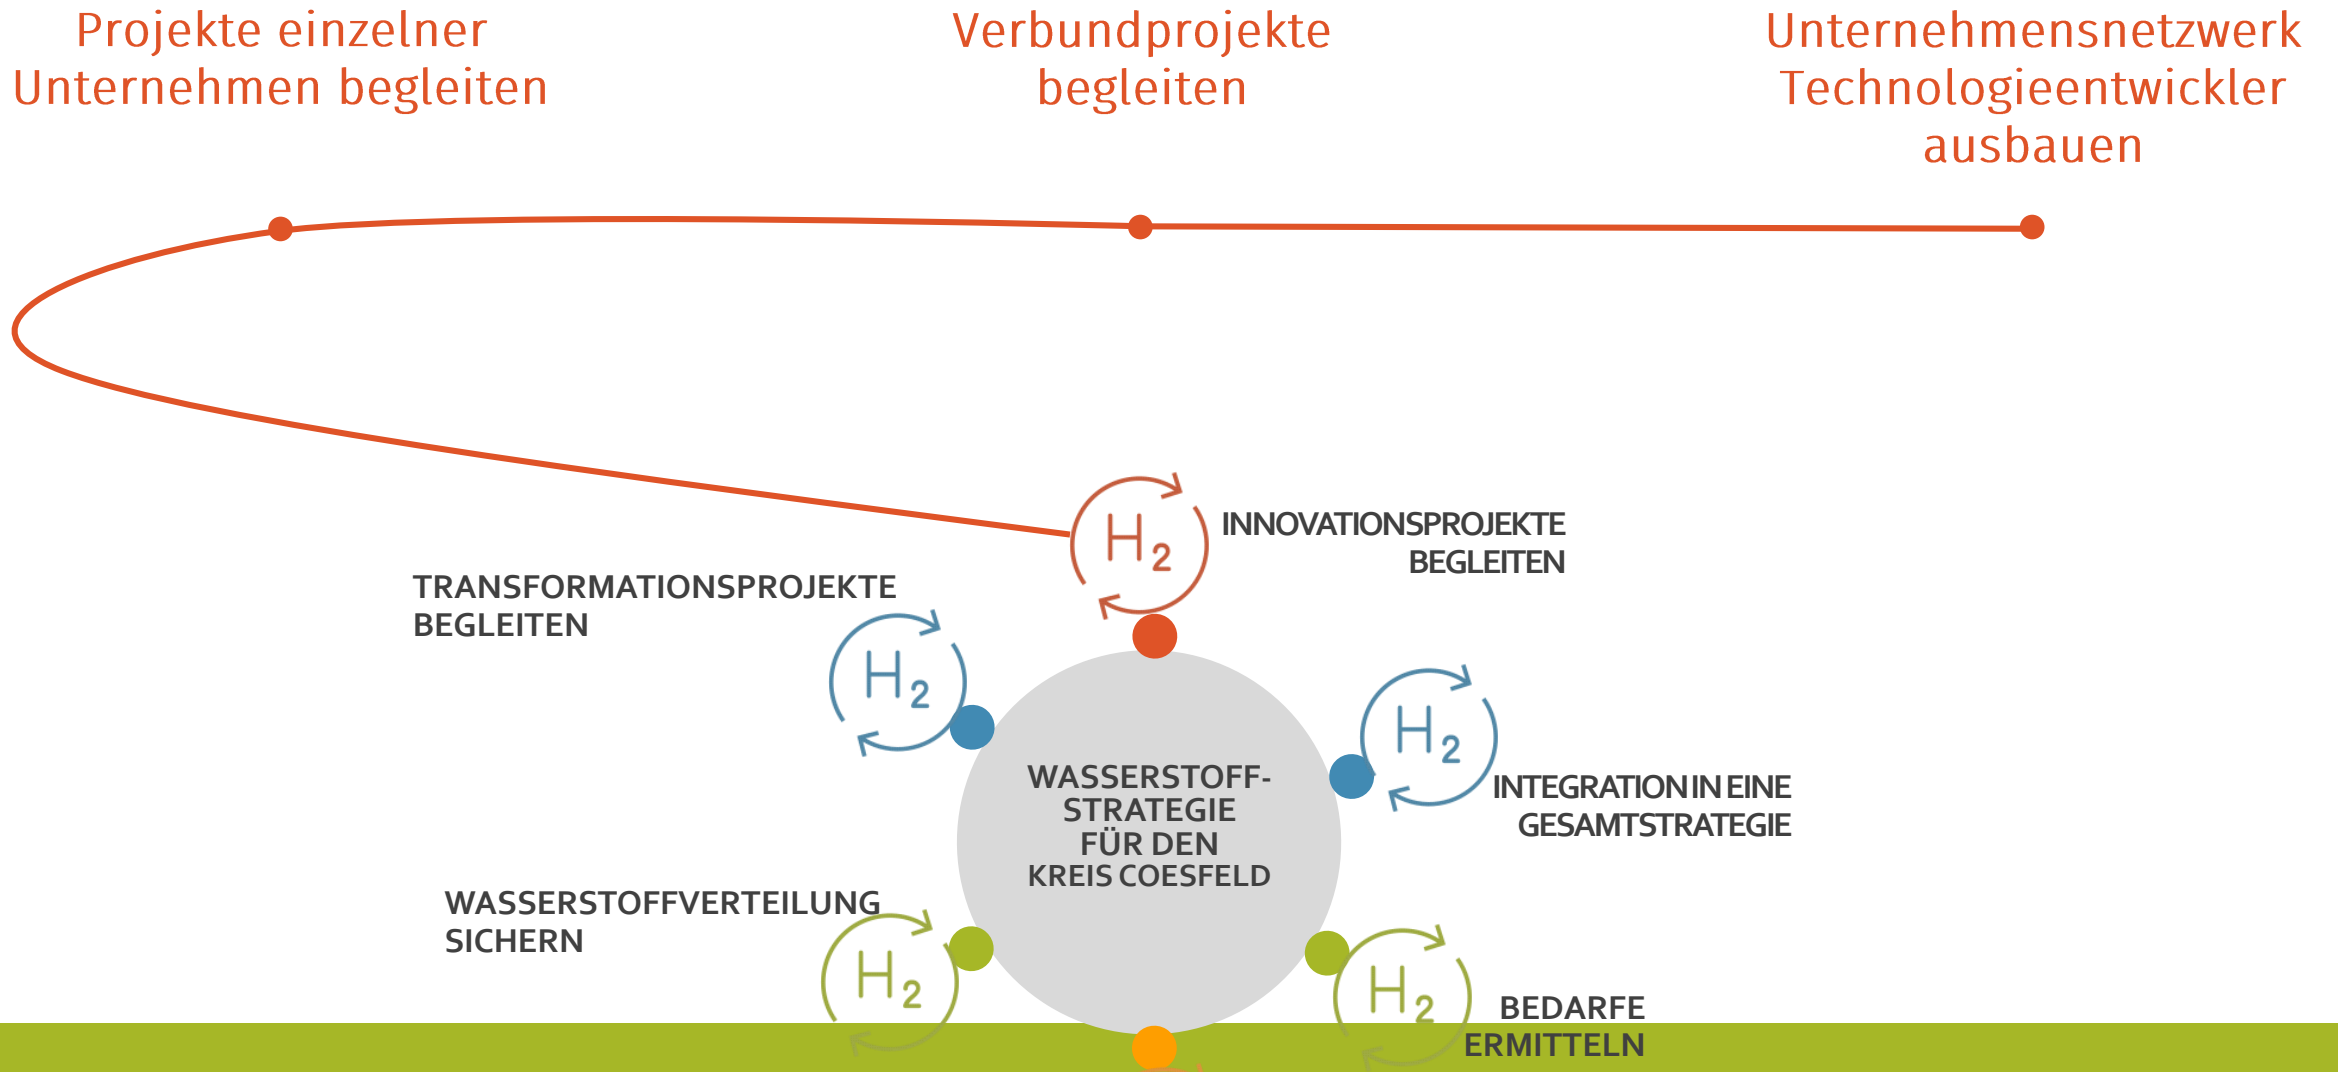 Projekte einzelner
Unternehmen begleiten
Verbundprojekte
begleiten
Unternehmensnetzwerk
Technologieentwickler
ausbauen
H2
INNOVATIONSPROJEKTE
BEGLEITEN
TRANSFORMATIONSPROJEKTE
BEGLEITEN
H2
H2
INTEGRATION IN EINE
GESAMTSTRATEGIE
WASSERSTOFF-
STRATEGIE
FÜR DEN
KREIS COESFELD
WASSERSTOFFVERTEILUNG
SICHERN
H2
H2
BEDARFE
ERMITTELN